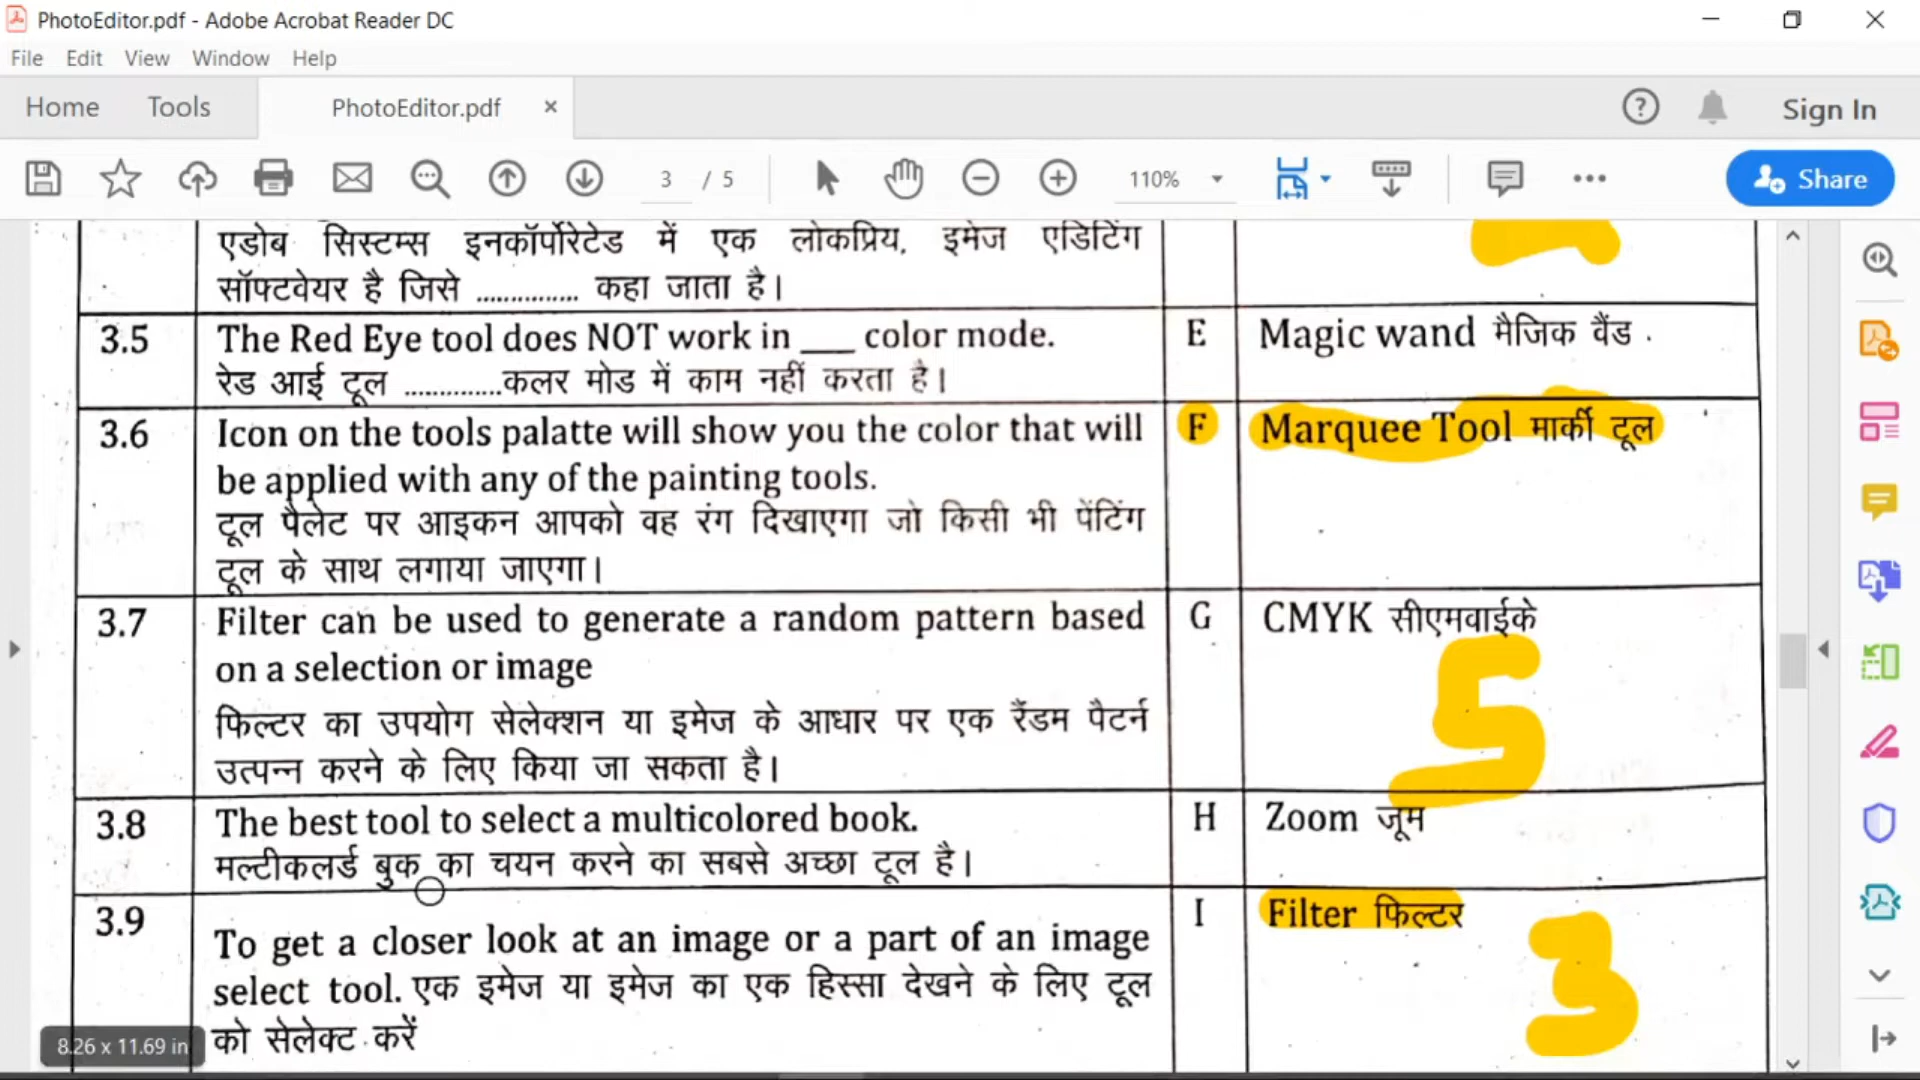 PhotoEditor.pdf - Adobe Acrobat Reader DC
File Edit View Window Help
Home Tools PhotoEditor.pdf × Sign In
3 / 5 110% Share
एडोब सिस्टम्स इनकॉर्पोरेटेड में एक लोकप्रिय, इमेज एडिटिंग
सॉफ्टवेयर है जिसे ............... कहा जाता है।
3.5 The Red Eye tool does NOT work in ___ color mode. E Magic wand मैजिक वैंड
रेड आई टूल ..............कलर मोड में काम नहीं करता है।
3.6 Icon on the tools palatte will show you the color that will F Marquee Tool मार्की टूल
be applied with any of the painting tools.
टूल पैलेट पर आइकन आपको वह रंग दिखाएगा जो किसी भी पेंटिंग
टूल के साथ लगाया जाएगा।
3.7 Filter can be used to generate a random pattern based G CMYK सीएमवाईके
on a selection or image
5
फिल्टर का उपयोग सेलेक्शन या इमेज के आधार पर एक रैंडम पैटर्न
उत्पन्न करने के लिए किया जा सकता है।
3.8 The best tool to select a multicolored book. H Zoom जूम
मल्टीकलर्ड बुक का चयन करने का सबसे अच्छा टूल है।
3.9 I Filter फिल्टर
To get a closer look at an image or a part of an image
3
select tool. एक इमेज या इमेज का एक हिस्सा देखने के लिए टूल
को सेलेक्ट करें
8.26 x 11.69 in